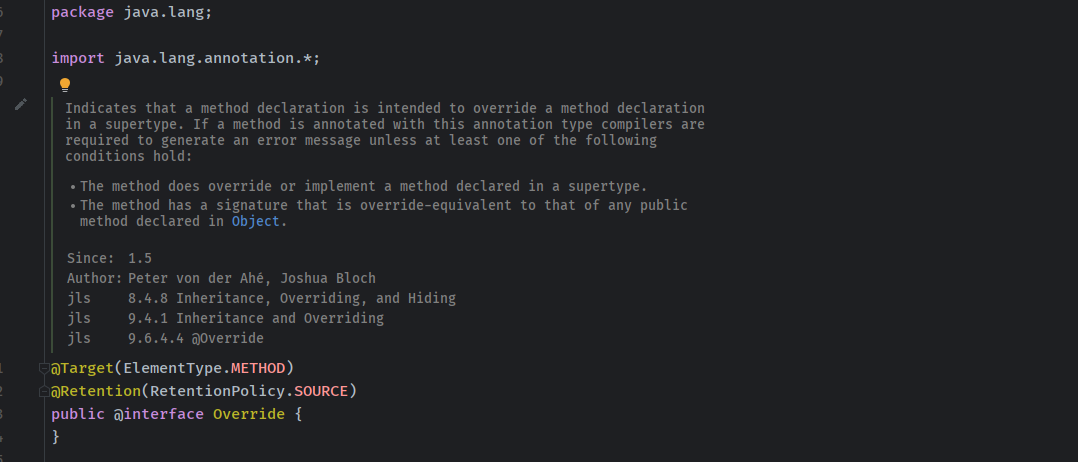 package java.lang;
import java.lang.annotation.*;
Indicates that a method declaration is intended to override a method declaration
in a supertype. If a method is annotated with this annotation type compilers are
required to generate an error message unless at least one of the following
conditions hold:
• The method does override or implement a method declared in a supertype.
• The method has a signature that is override-equivalent to that of any public
method declared in Object.
Since: 1.5
Author: Peter von der Ahé, Joshua Bloch
jls 8.4.8 Inheritance, Overriding, and Hiding
jls 9.4.1 Inheritance and Overriding
jls 9.6.4.4 @Override
@Target(ElementType.METHOD)
@Retention(RetentionPolicy.SOURCE)
public @interface Override {
}